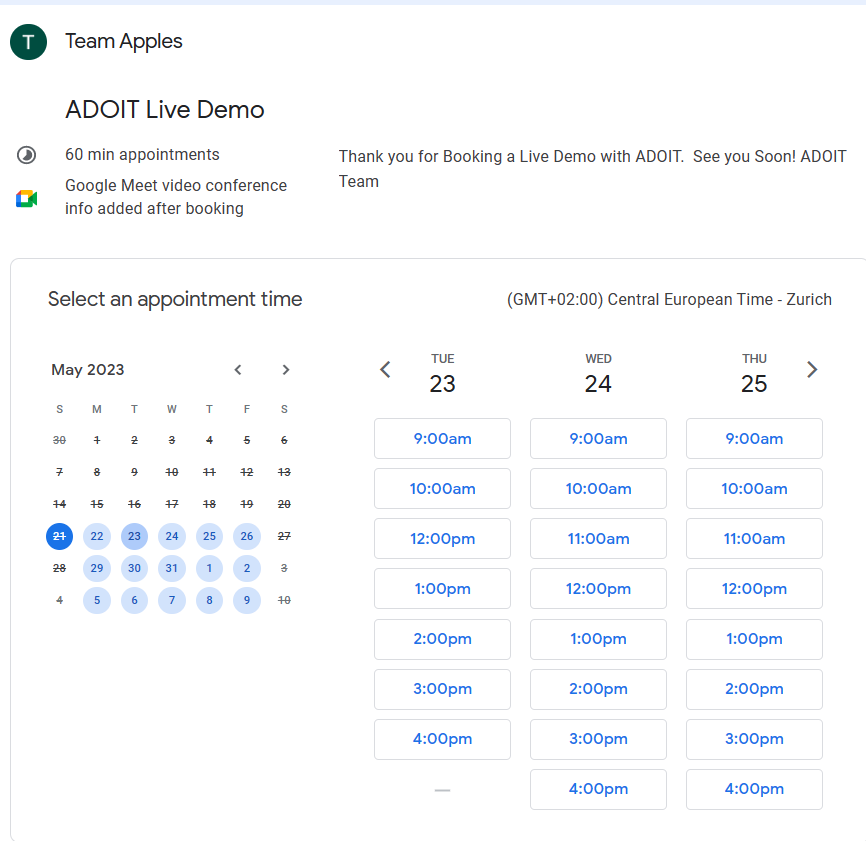 T
Team Apples
ADOIT Live Demo
60 min appointments
Google Meet video conference
info added after booking
Thank you for Booking a Live Demo with ADOIT.  See you Soon! ADOIT
Team
Select an appointment time
(GMT+02:00) Central European Time - Zurich
May 2023
S M T W T F S
30 1 2 3 4 5 6
7 8 9 10 11 12 13
14 15 16 17 18 19 20
21 22 23 24 25 26 27
28 29 30 31 1 2 3
4 5 6 7 8 9 10
TUE WED THU
23 24 25
9:00am 9:00am 9:00am
10:00am 10:00am 10:00am
12:00pm 11:00am 11:00am
1:00pm 12:00pm 12:00pm
2:00pm 1:00pm 1:00pm
3:00pm 2:00pm 2:00pm
4:00pm 3:00pm 3:00pm
— 4:00pm 4:00pm